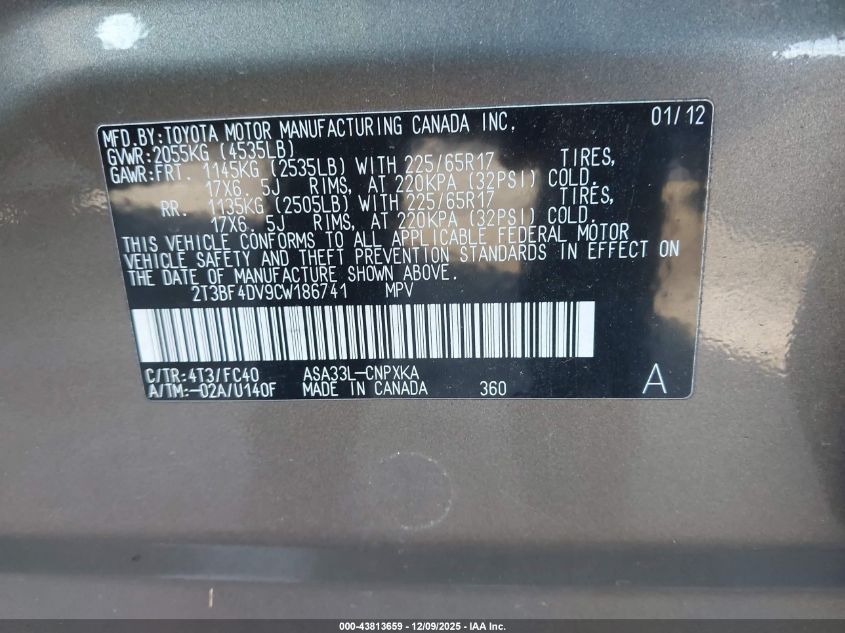 MFD.BY:TOYOTA MOTOR MANUFACTURING CANADA INC. 01/12
GVWR:2055KG (4535LB)
GAWR:FRT. 1145KG (2535LB) WITH 225/65R17 TIRES,
17X6. 5J RIMS, AT 220KPA (32PSI) COLD.
RR. 1135KG (2505LB) WITH 225/65R17 TIRES,
17X6. 5J RIMS, AT 220KPA (32PSI) COLD.
THIS VEHICLE CONFORMS TO ALL APPLICABLE FEDERAL MOTOR
VEHICLE SAFETY AND THEFT PREVENTION STANDARDS IN EFFECT ON
THE DATE OF MANUFACTURE SHOWN ABOVE.
2T3BF4DV9CW186741 MPV
C/TR:4T3/FC40 ASA33L-CNPXKA
A/TM:-02A/U140F MADE IN CANADA 360 A
000-43813659 - 12/09/2025 - IAA Inc.